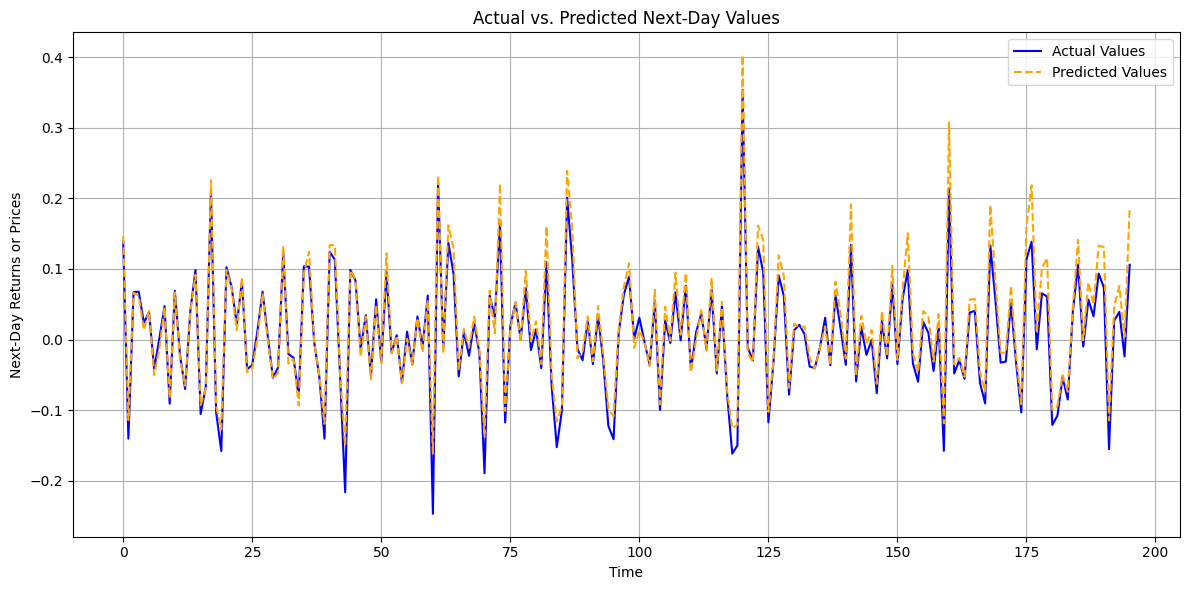 Actual vs. Predicted Next-Day Values
Actual Values
Predicted Values
Next-Day Returns or Prices
0.4
0.3
0.2
0.1
0.0
−0.1
−0.2
0 25 50 75 100 125 150 175 200
Time